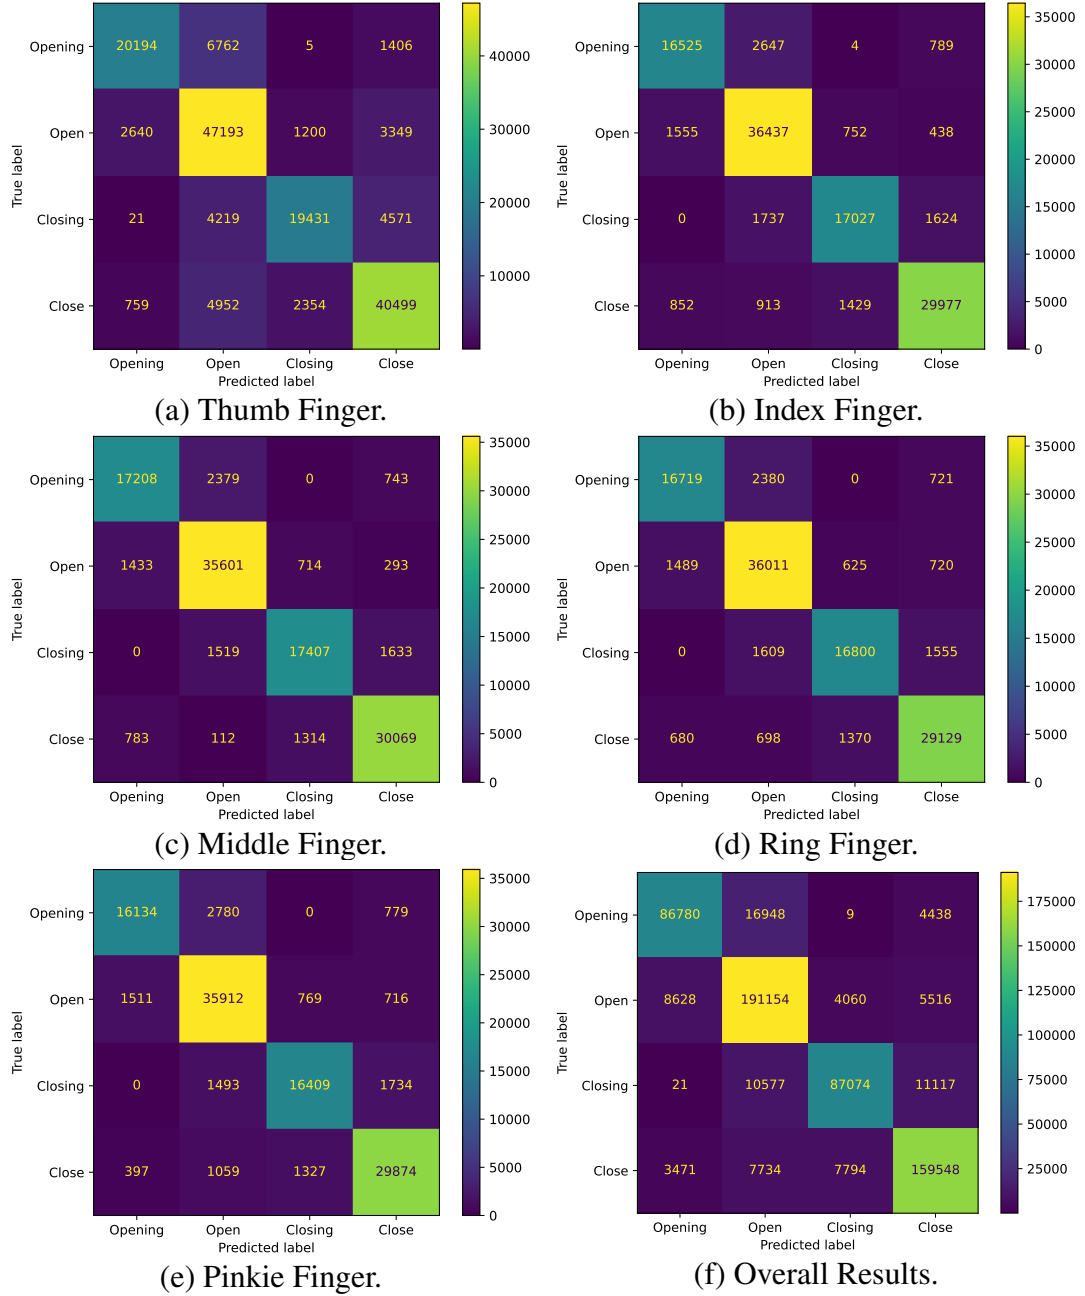 Opening 20194 6762 5 1406
Open 2640 47193 1200 3349
Closing 21 4219 19431 4571
Close 759 4952 2354 40499
Opening Open Closing Close
Predicted label
True label
40000
30000
20000
10000
(a) Thumb Finger.
Opening 16525 2647 4 789
Open 1555 36437 752 438
Closing 0 1737 17027 1624
Close 852 913 1429 29977
Opening Open Closing Close
Predicted label
True label
35000
30000
25000
20000
15000
10000
5000
0
(b) Index Finger.
Opening 17208 2379 0 743
Open 1433 35601 714 293
Closing 0 1519 17407 1633
Close 783 112 1314 30069
Opening Open Closing Close
Predicted label
True label
35000
30000
25000
20000
15000
10000
5000
0
(c) Middle Finger.
Opening 16719 2380 0 721
Open 1489 36011 625 720
Closing 0 1609 16800 1555
Close 680 698 1370 29129
Opening Open Closing Close
Predicted label
True label
35000
30000
25000
20000
15000
10000
5000
0
(d) Ring Finger.
Opening 16134 2780 0 779
Open 1511 35912 769 716
Closing 0 1493 16409 1734
Close 397 1059 1327 29874
Opening Open Closing Close
Predicted label
True label
35000
30000
25000
20000
15000
10000
5000
0
(e) Pinkie Finger.
Opening 86780 16948 9 4438
Open 8628 191154 4060 5516
Closing 21 10577 87074 11117
Close 3471 7734 7794 159548
Opening Open Closing Close
Predicted label
True label
175000
150000
125000
100000
75000
50000
25000
(f) Overall Results.